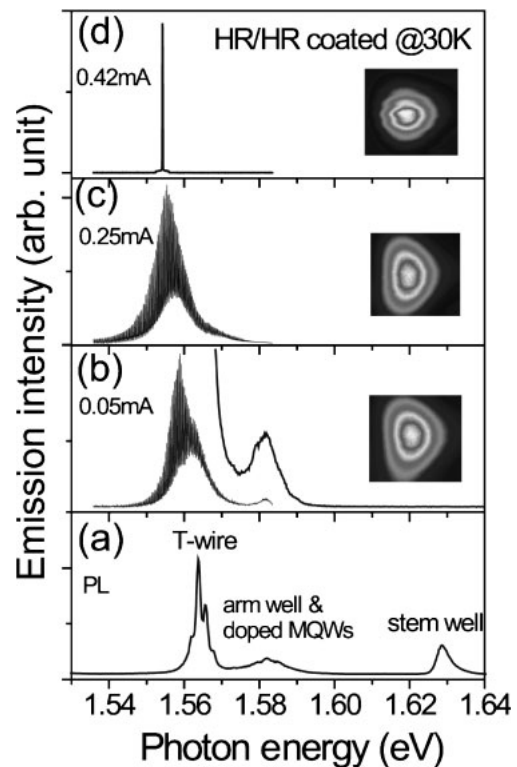 (d)
HR/HR coated @30K
0.42mA
(c)
0.25mA
(b)
0.05mA
(a)
T-wire
PL
arm well &
doped MQWs
stem well
1.54 1.56 1.58 1.60 1.62 1.64
Photon energy (eV)
Emission intensity (arb. unit)